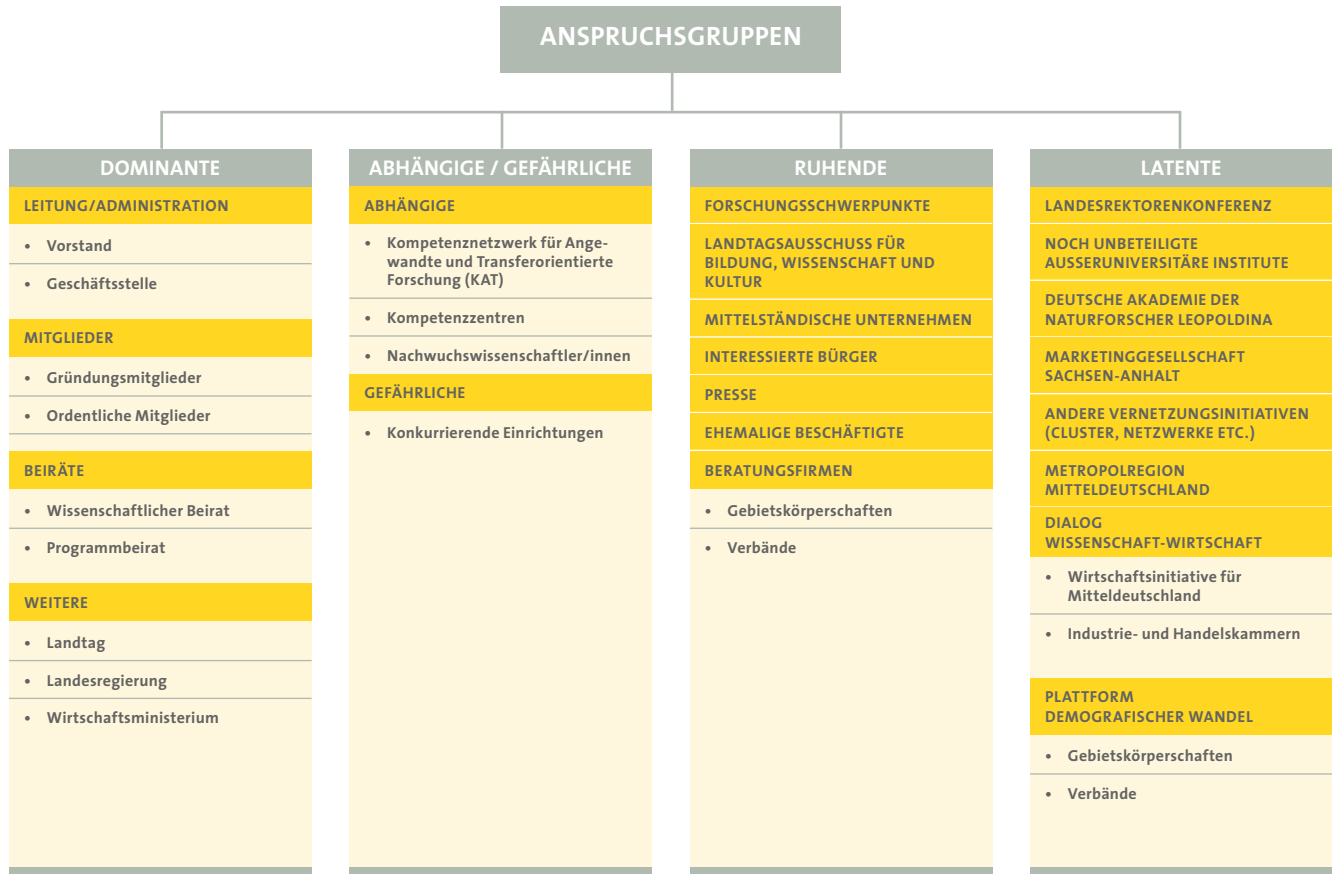 ANSPRUCHSGRUPPEN
DOMINANTE
LEITUNG/ADMINISTRATION
• Vorstand
• Geschäftsstelle
MITGLIEDER
• Gründungsmitglieder
• Ordentliche Mitglieder
BEIRÄTE
• Wissenschaftlicher Beirat
• Programmbeirat
WEITERE
• Landtag
• Landesregierung
• Wirtschaftsministerium
ABHÄNGIGE / GEFÄHRLICHE
ABHÄNGIGE
• Kompetenznetzwerk für Ange-
wandte und Transferorientierte
Forschung (KAT)
• Kompetenzzentren
• Nachwuchswissenschaftler/innen
GEFÄHRLICHE
• Konkurrierende Einrichtungen
RUHENDE
FORSCHUNGSSCHWERPUNKTE
LANDTAGSAUSSCHUSS FÜR
BILDUNG, WISSENSCHAFT UND
KULTUR
MITTELSTÄNDISCHE UNTERNEHMEN
INTERESSIERTE BÜRGER
PRESSE
EHEMALIGE BESCHÄFTIGTE
BERATUNGSFIRMEN
• Gebietskörperschaften
• Verbände
LATENTE
LANDESREKTORENKONFERENZ
NOCH UNBETEILIGTE
AUSSERUNIVERSITÄRE INSTITUTE
DEUTSCHE AKADEMIE DER
NATURFORSCHER LEOPOLDINA
MARKETINGGESELLSCHAFT
SACHSEN-ANHALT
ANDERE VERNETZUNGSINITIATIVEN
(CLUSTER, NETZWERKE ETC.)
METROPOLREGION
MITTELDEUTSCHLAND
DIALOG
WISSENSCHAFT-WIRTSCHAFT
• Wirtschaftsinitiative für
Mitteldeutschland
• Industrie- und Handelskammern
PLATTFORM
DEMOGRAFISCHER WANDEL
• Gebietskörperschaften
• Verbände